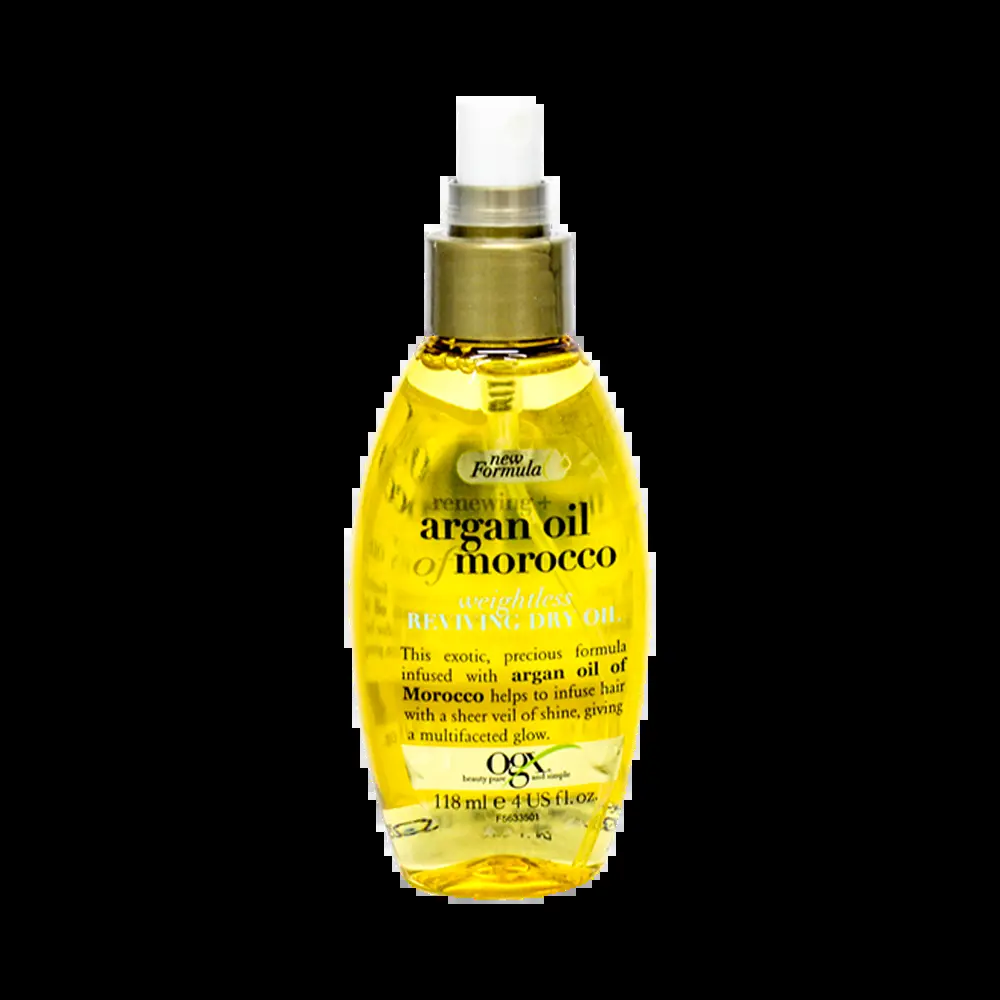 new
Formula
renewing+
argan oil
of morocco
weightless
REVIVING DRY OIL
This exotic, precious formula
infused with argan oil of
Morocco helps to infuse hair
with a sheer veil of shine, giving
a multifaceted glow.
ogx
beauty pure and simple
118 ml e 4 US fl. oz.
F5633501